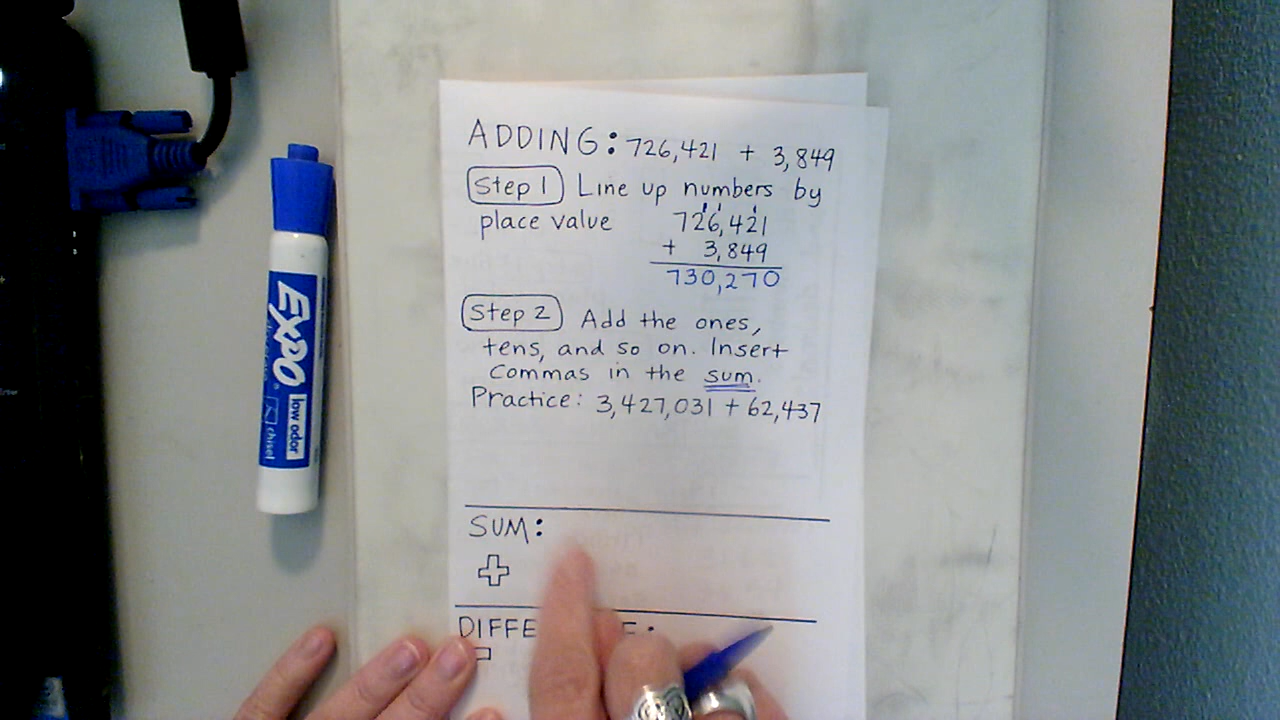 ADDING: 726,421 + 3,849
Step 1 Line up numbers by
place value 726,421
+ 3,849
730,270
Step 2 Add the ones,
tens, and so on. Insert
commas in the sum.
Practice: 3,427,031 + 62,437
SUM:
+
EXPO
low odor
chisel